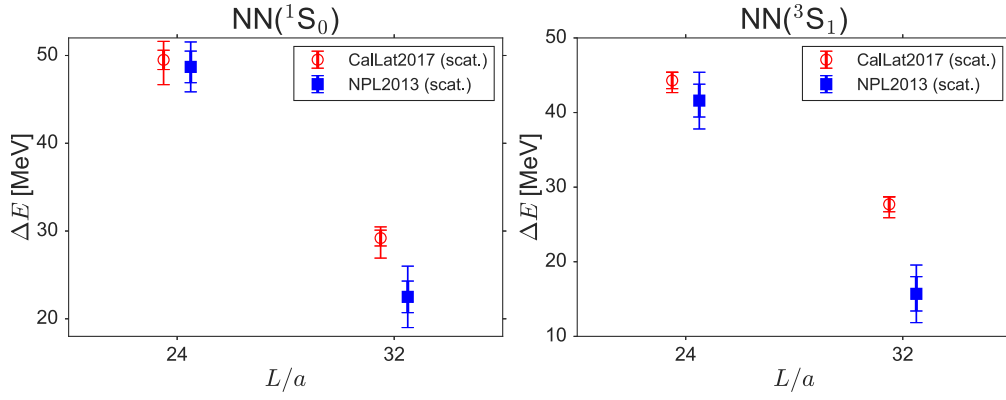 NN(¹S₀)
CalLat2017 (scat.)
NPL2013 (scat.)
50
40
30
20
ΔE [MeV]
24
32
L/a
NN(³S₁)
CalLat2017 (scat.)
NPL2013 (scat.)
50
40
30
20
10
ΔE [MeV]
24
32
L/a